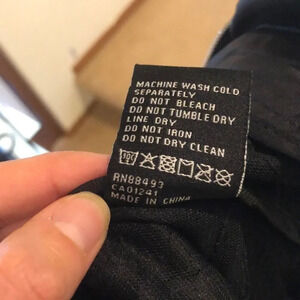 MACHINE WASH COLD
SEPARATELY
DO NOT BLEACH
DO NOT TUMBLE DRY
LINE DRY
DO NOT IRON
DO NOT DRY CLEAN
RN88493
CA01241
MADE IN CHINA